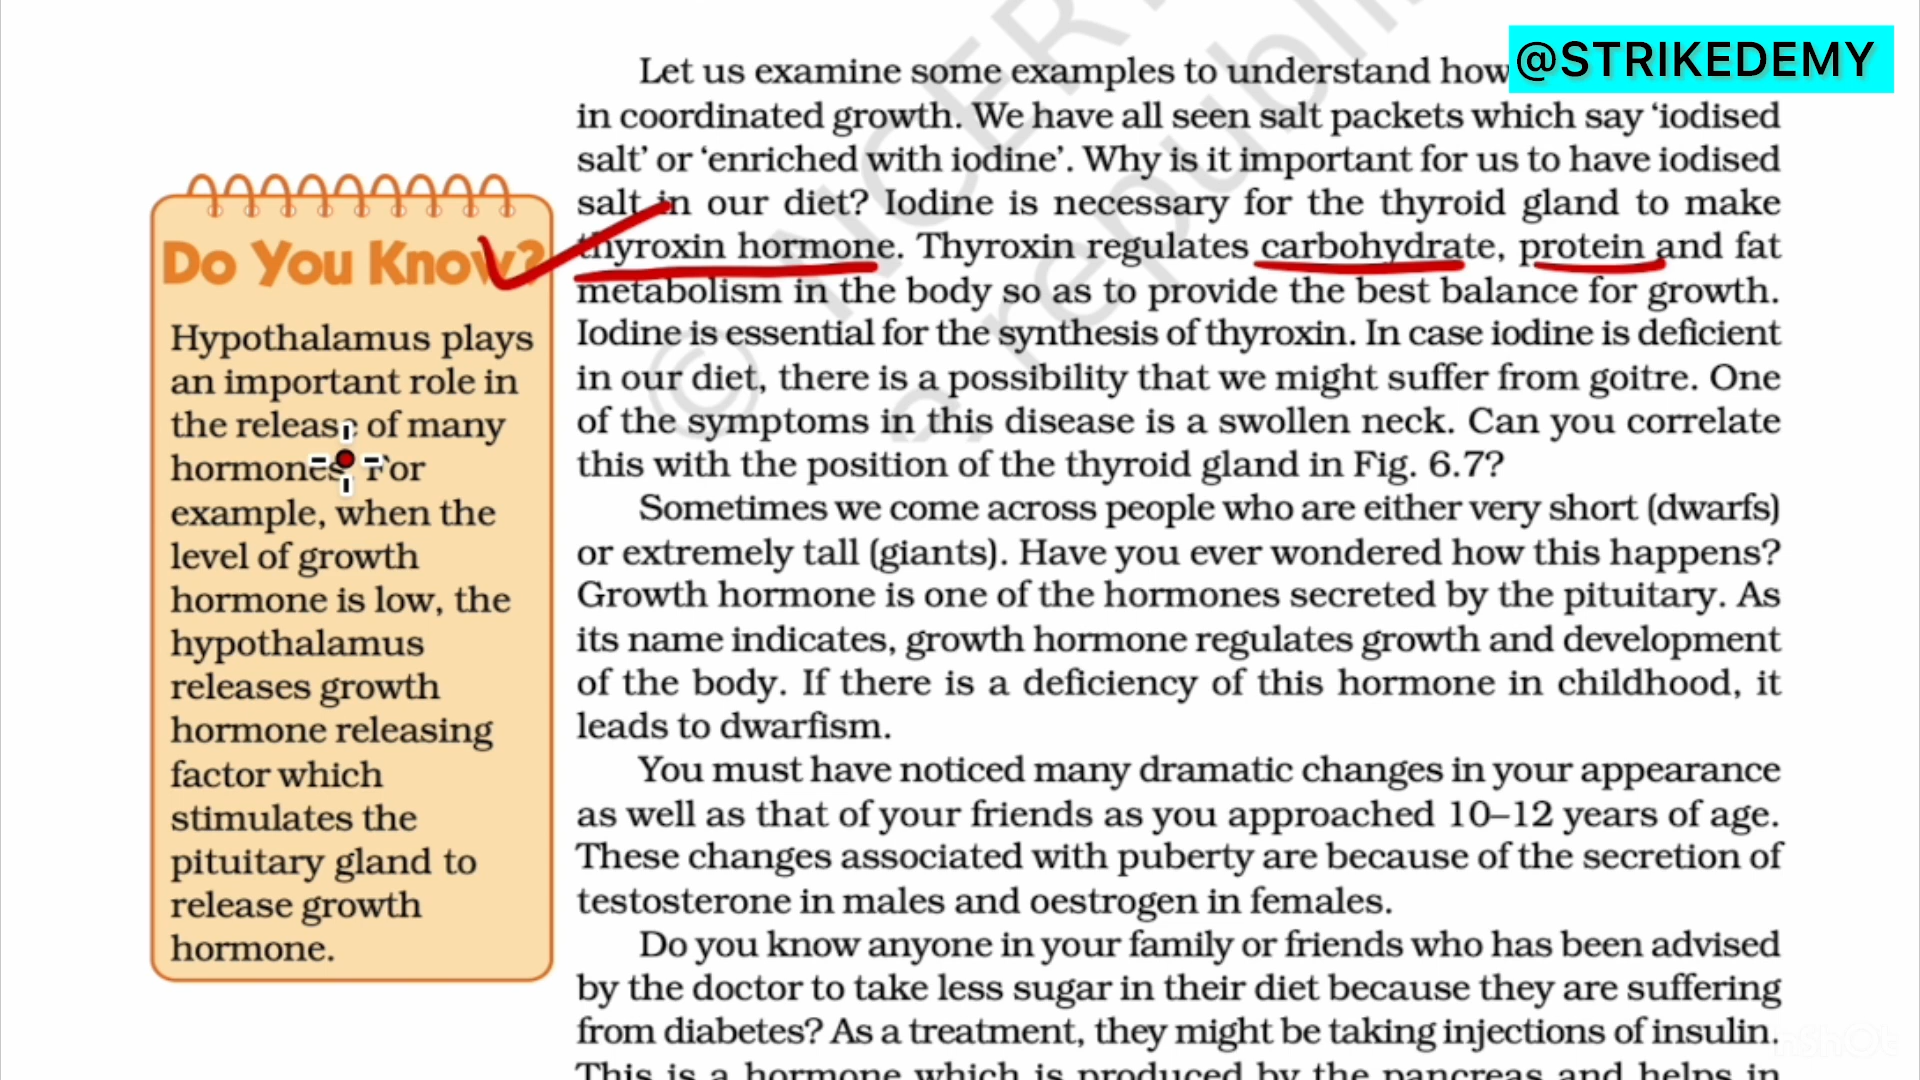 @STRIKEDEMY
Let us examine some examples to understand how
in coordinated growth. We have all seen salt packets which say ‘iodised
salt’ or ‘enriched with iodine’. Why is it important for us to have iodised
salt in our diet? Iodine is necessary for the thyroid gland to make
thyroxin hormone. Thyroxin regulates carbohydrate, protein and fat
metabolism in the body so as to provide the best balance for growth.
Iodine is essential for the synthesis of thyroxin. In case iodine is deficient
in our diet, there is a possibility that we might suffer from goitre. One
of the symptoms in this disease is a swollen neck. Can you correlate
this with the position of the thyroid gland in Fig. 6.7?
Sometimes we come across people who are either very short (dwarfs)
or extremely tall (giants). Have you ever wondered how this happens?
Growth hormone is one of the hormones secreted by the pituitary. As
its name indicates, growth hormone regulates growth and development
of the body. If there is a deficiency of this hormone in childhood, it
leads to dwarfism.
You must have noticed many dramatic changes in your appearance
as well as that of your friends as you approached 10–12 years of age.
These changes associated with puberty are because of the secretion of
testosterone in males and oestrogen in females.
Do you know anyone in your family or friends who has been advised
by the doctor to take less sugar in their diet because they are suffering
from diabetes? As a treatment, they might be taking injections of insulin.
This is a hormone which is produced by the pancreas and helps in
Do You Know?
Hypothalamus plays
an important role in
the release of many
hormones. For
example, when the
level of growth
hormone is low, the
hypothalamus
releases growth
hormone releasing
factor which
stimulates the
pituitary gland to
release growth
hormone.